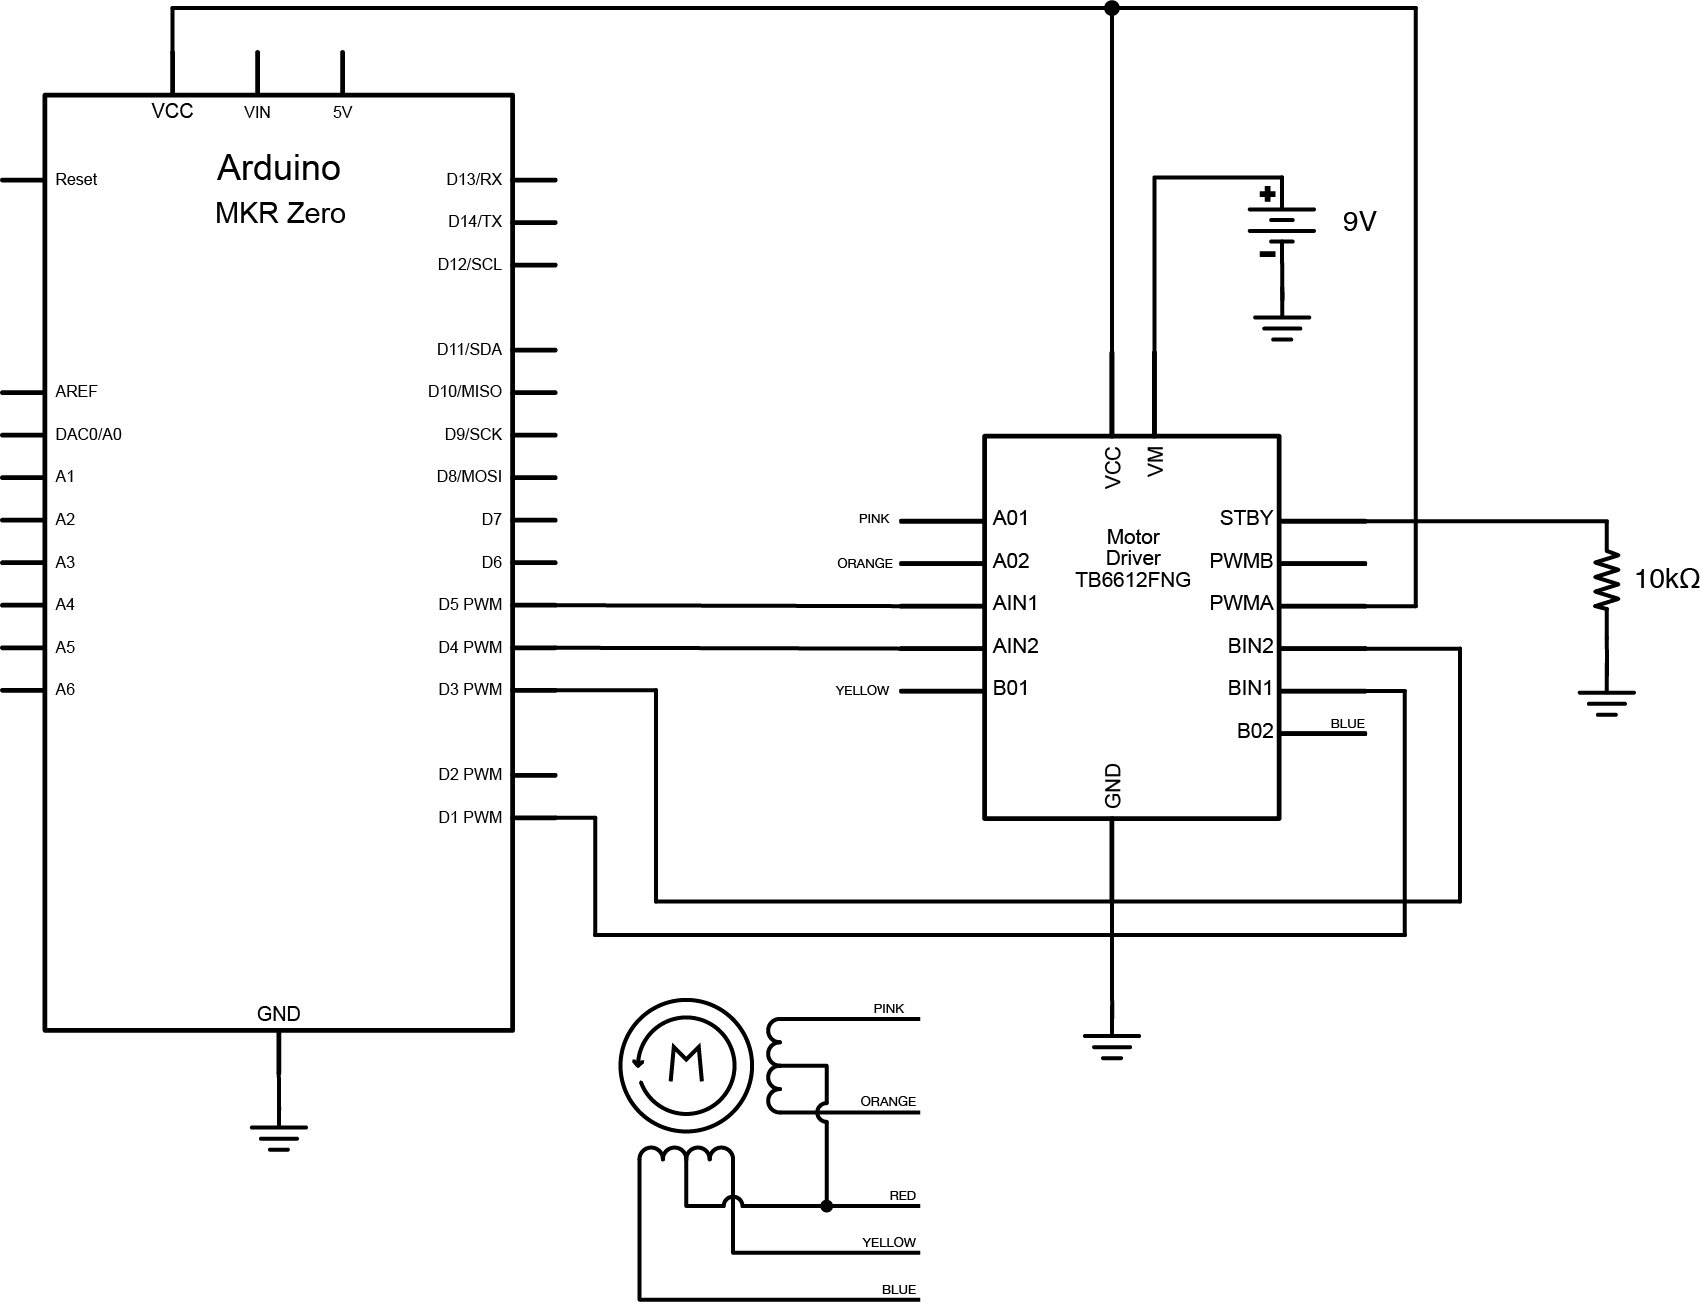 VCC
VIN
5V
Arduino
MKR Zero
Reset
AREF
DAC0/A0
A1
A2
A3
A4
A5
A6
D13/RX
D14/TX
D12/SCL
D11/SDA
D10/MISO
D9/SCK
D8/MOSI
D7
D6
D5 PWM
D4 PWM
D3 PWM
D2 PWM
D1 PWM
GND
+
9V
-
VCC
VM
PINK
ORANGE
YELLOW
A01
A02
AIN1
AIN2
B01
Motor
Driver
TB6612FNG
STBY
PWMB
PWMA
BIN2
BIN1
B02
BLUE
GND
10kΩ
M
PINK
ORANGE
RED
YELLOW
BLUE